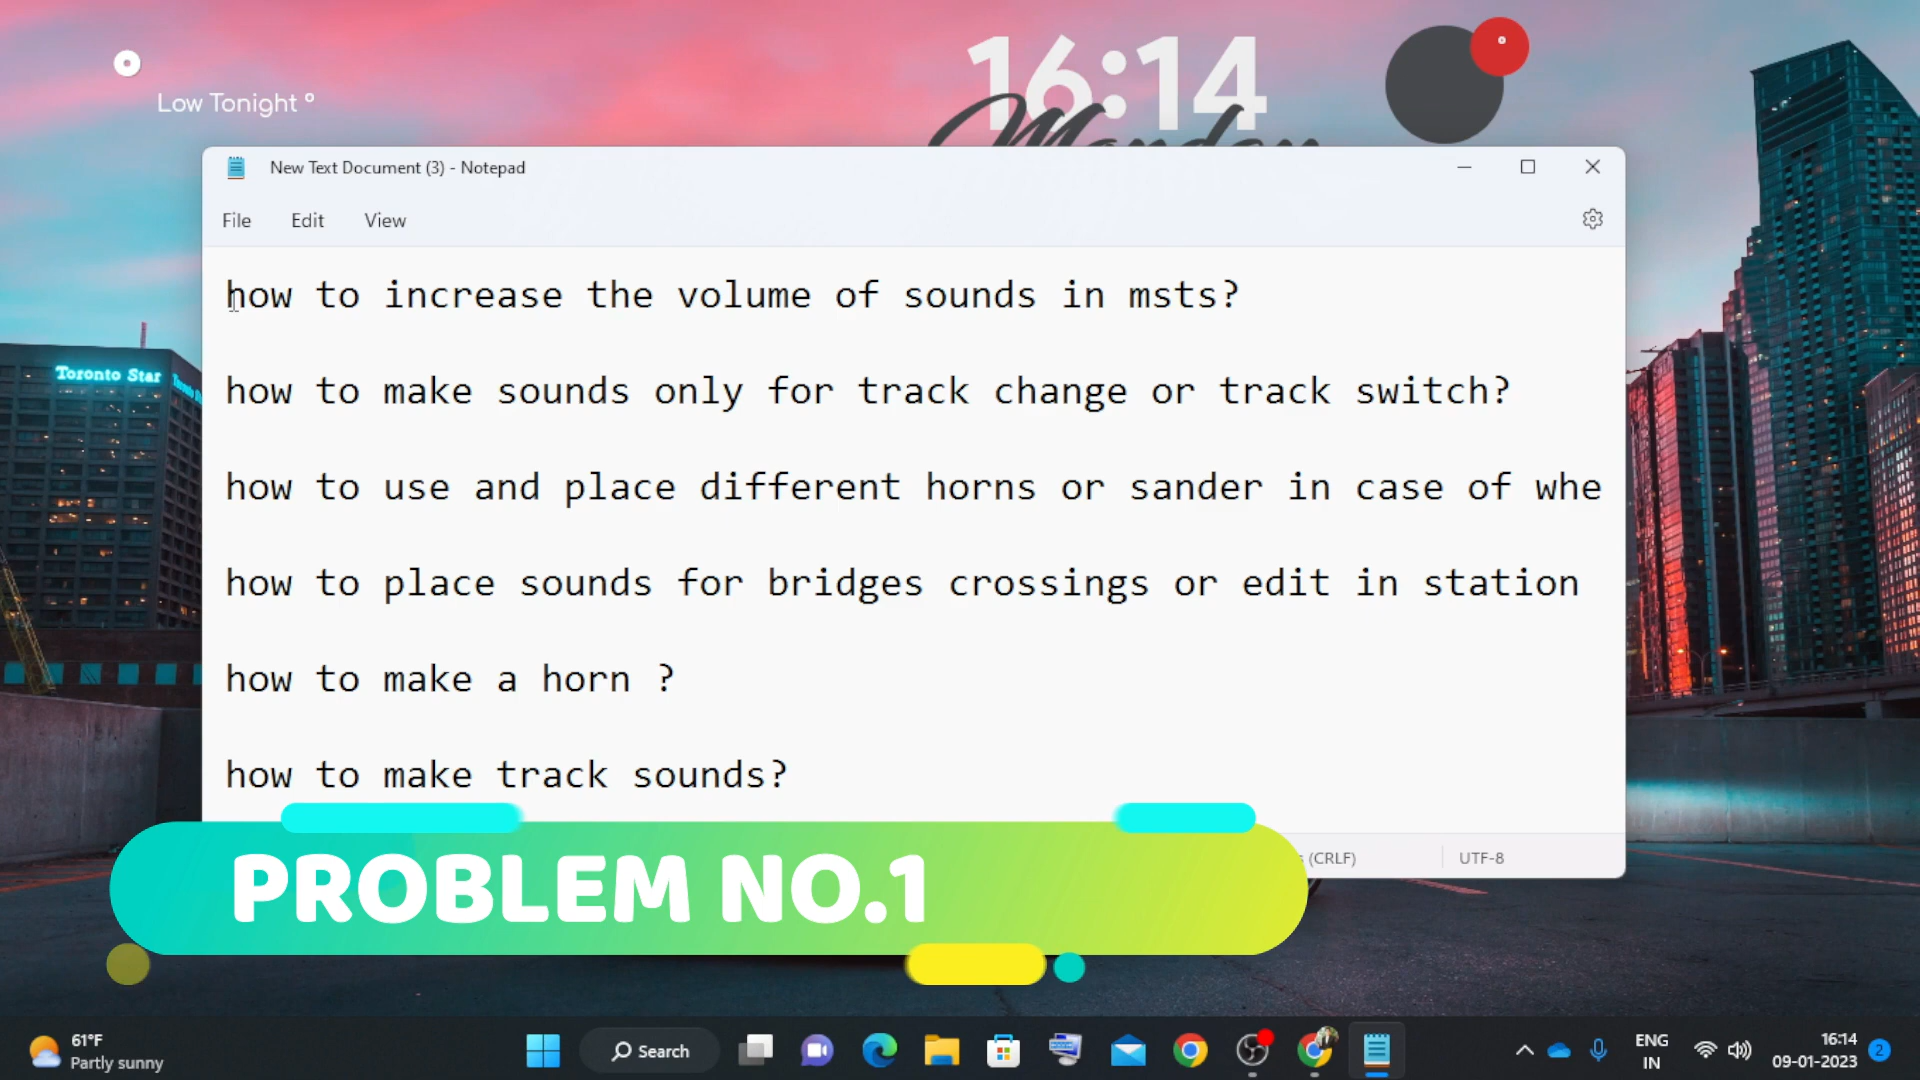 16:14
Low Tonight °
Monday
New Text Document (3) - Notepad
File Edit View
how to increase the volume of sounds in msts?
Toronto Star
how to make sounds only for track change or track switch?
how to use and place different horns or sander in case of whe
how to place sounds for bridges crossings or edit in station
how to make a horn ?
how to make track sounds?
(CRLF) UTF-8
PROBLEM NO.1
61°F
Partly sunny
Search
ENG
IN
16:14
09-01-2023
2